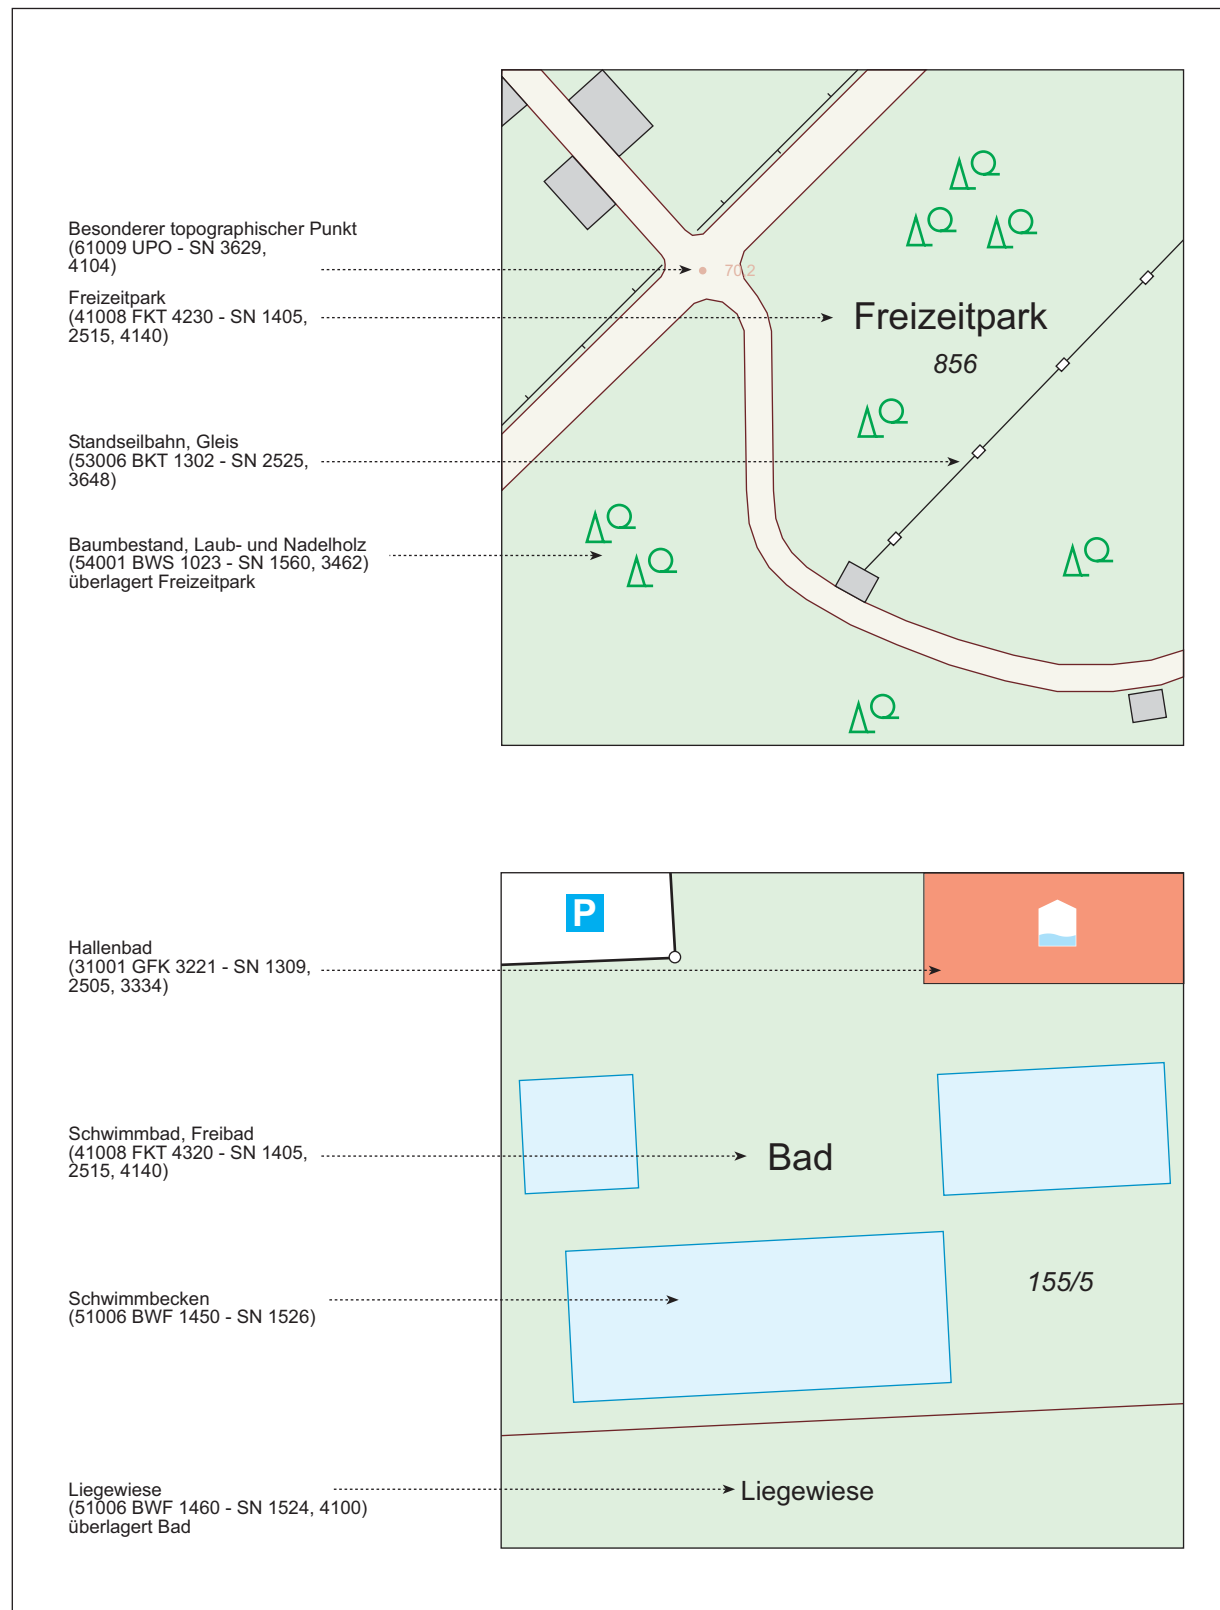 Besonderer topographischer Punkt
(61009 UPO - SN 3629,
4104)
70.2
Freizeitpark
(41008 FKT 4230 - SN 1405,
2515, 4140)
Freizeitpark
856
Standseilbahn, Gleis
(53006 BKT 1302 - SN 2525,
3648)
Baumbestand, Laub- und Nadelholz
(54001 BWS 1023 - SN 1560, 3462)
überlagert Freizeitpark
P
Hallenbad
(31001 GFK 3221 - SN 1309,
2505, 3334)
Schwimmbad, Freibad
(41008 FKT 4320 - SN 1405,
2515, 4140)
Bad
155/5
Schwimmbecken
(51006 BWF 1450 - SN 1526)
Liegewiese
(51006 BWF 1460 - SN 1524, 4100)
überlagert Bad
Liegewiese